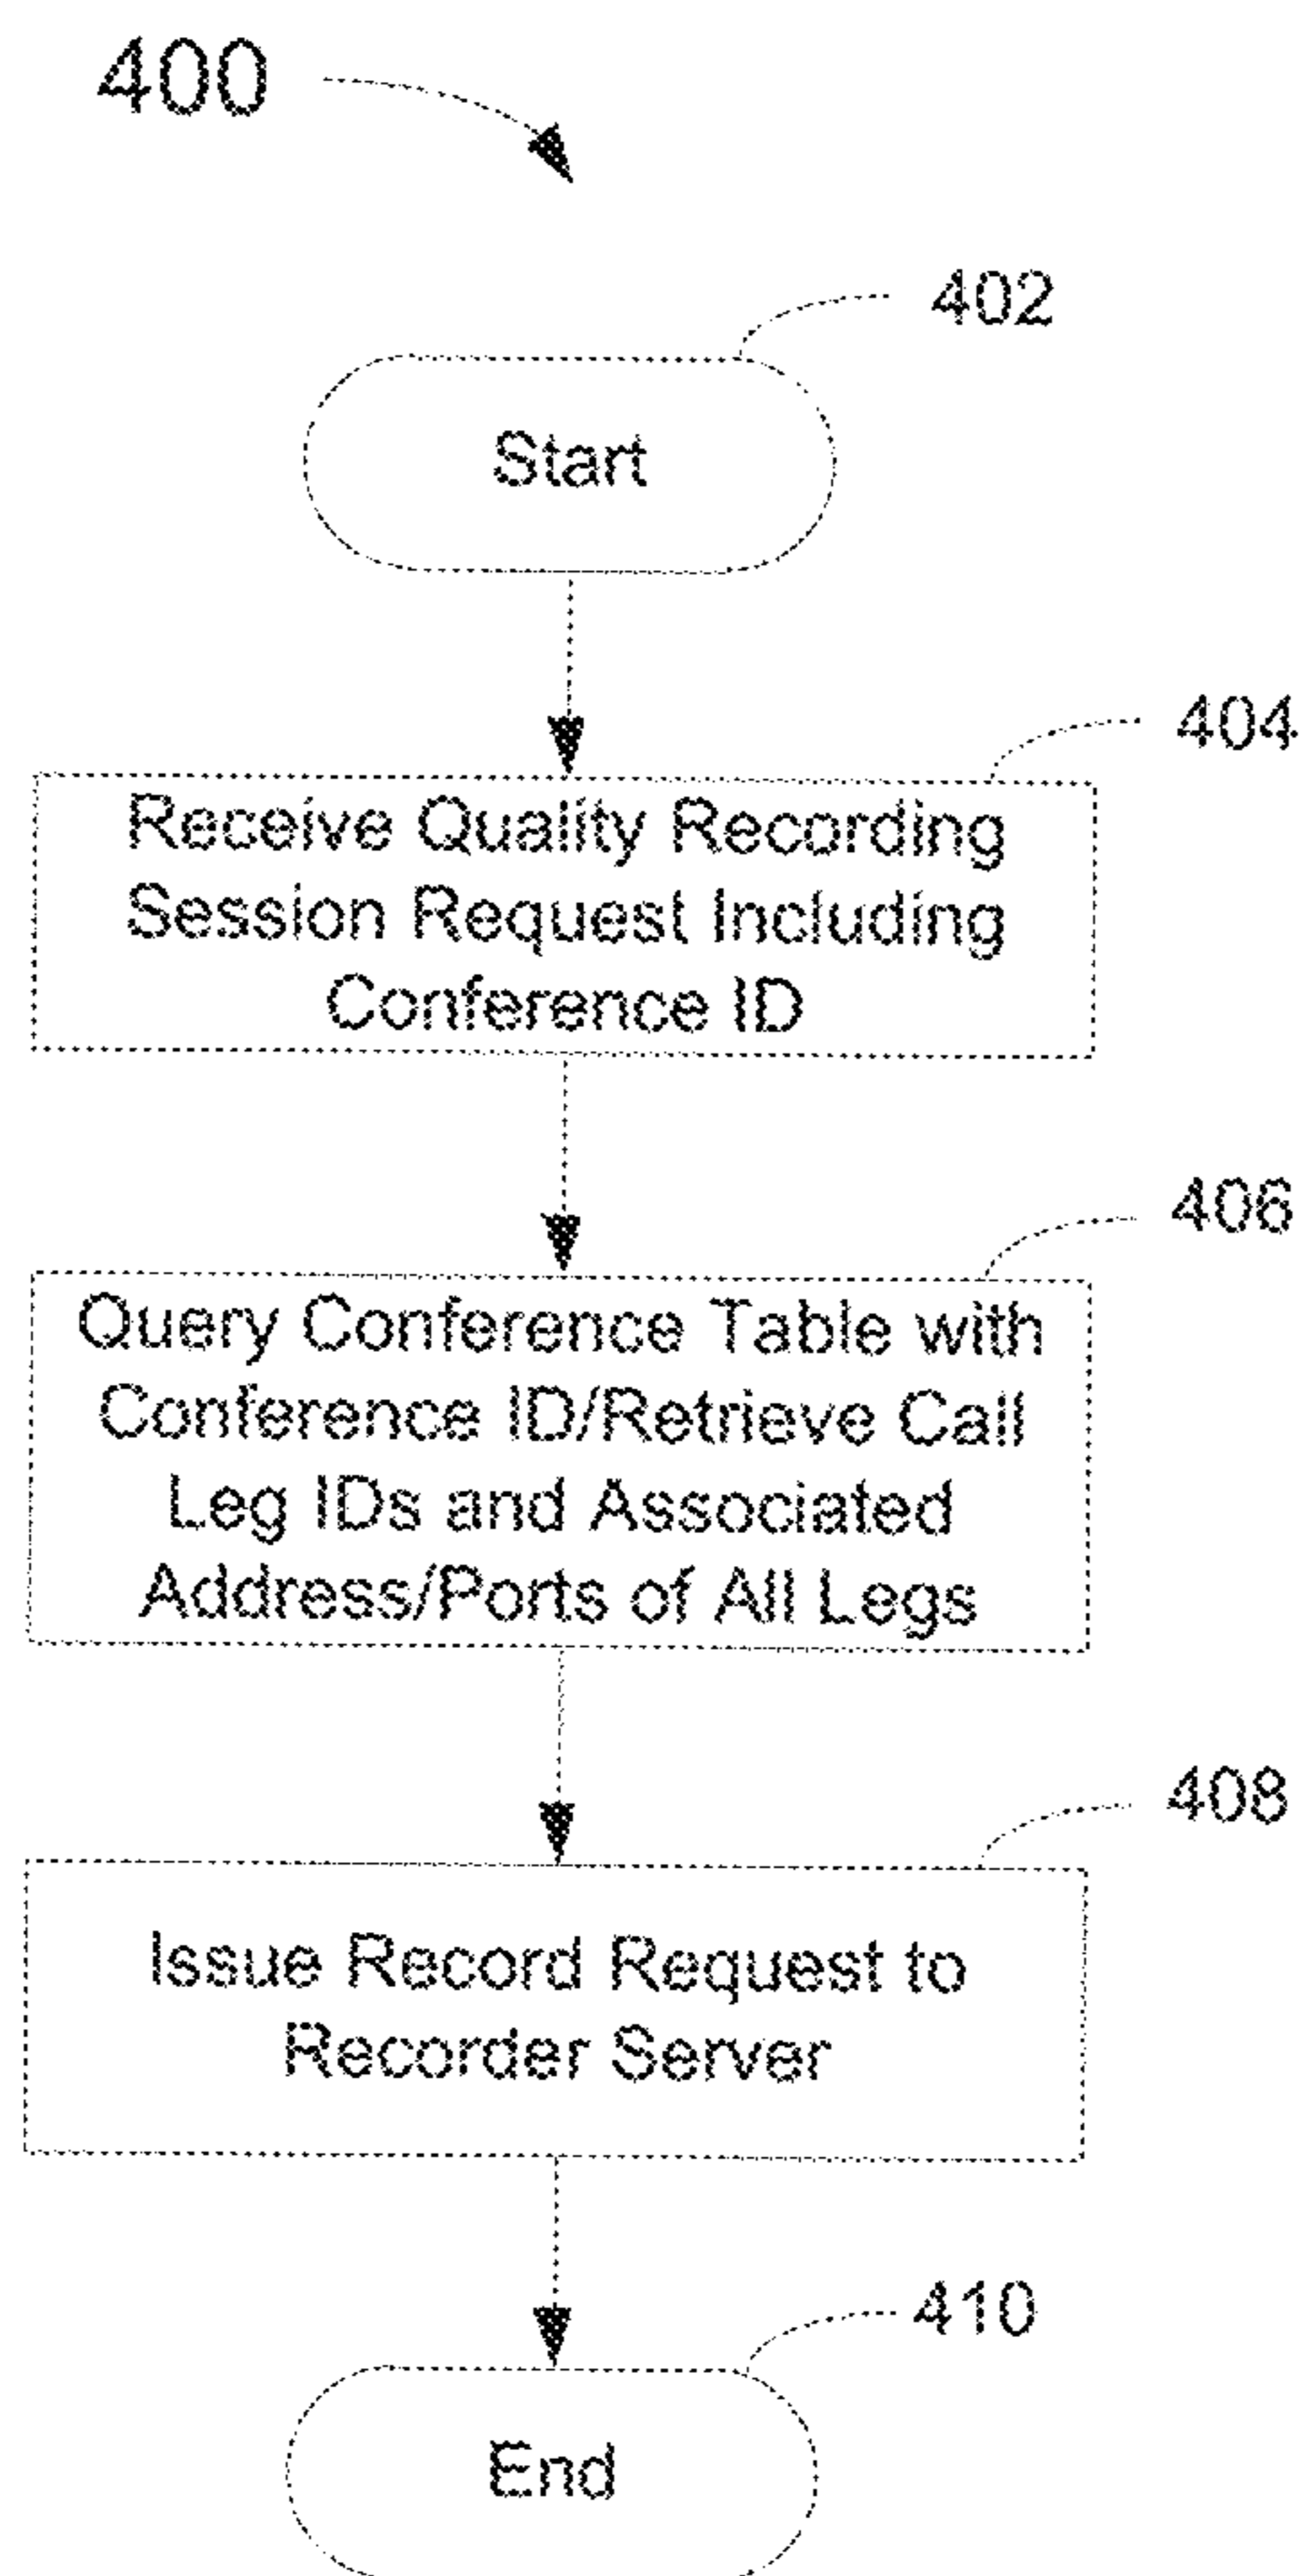 400
402
Start
404
Receive Quality Recording
Session Request Including
Conference ID
406
Query Conference Table with
Conference ID/Retrieve Call
Leg IDs and Associated
Address/Ports of All Legs
408
Issue Record Request to
Recorder Server
410
End